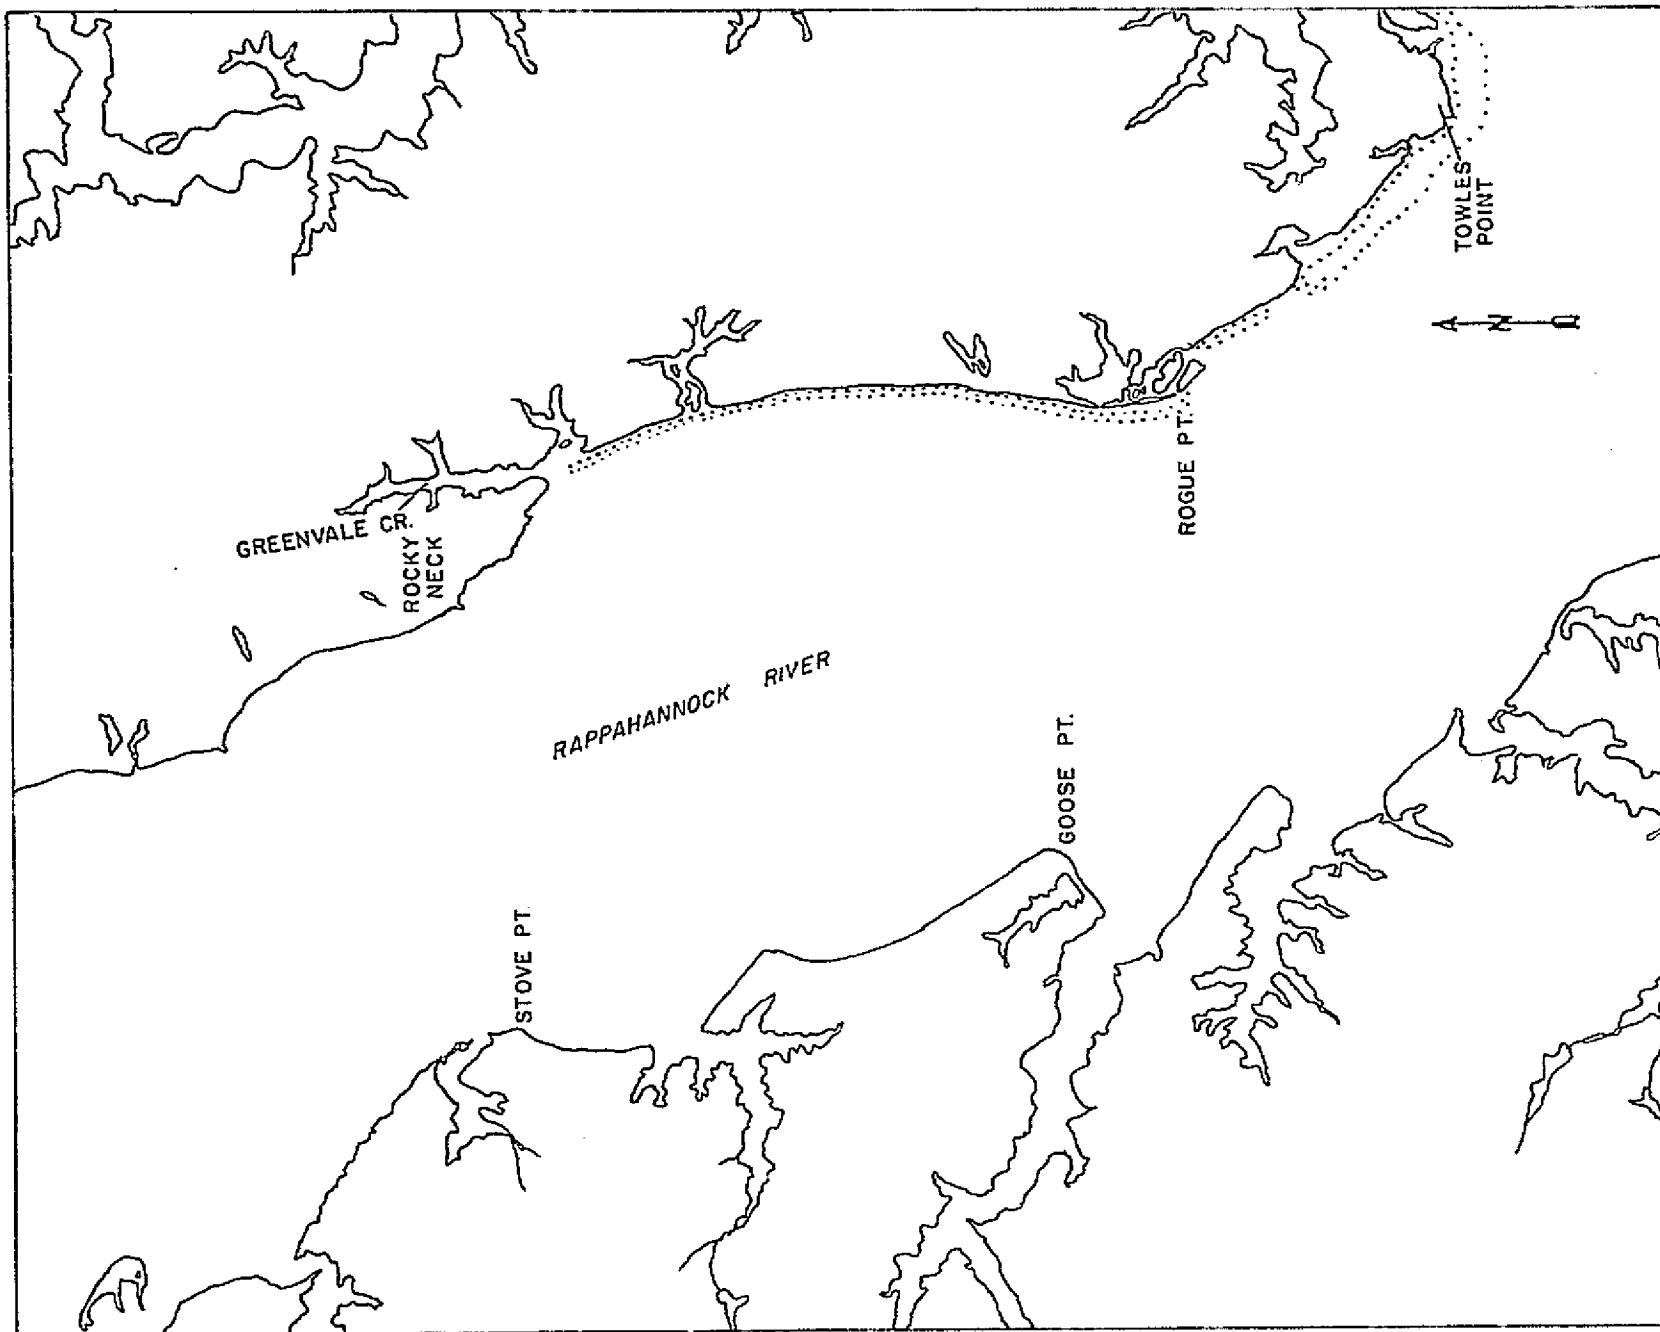 GREENVALE CR.
ROCKY
NECK
RAPPAHANNOCK RIVER
STOVE PT.
GOOSE PT.
ROGUE PT.
TOWLES
POINT
N